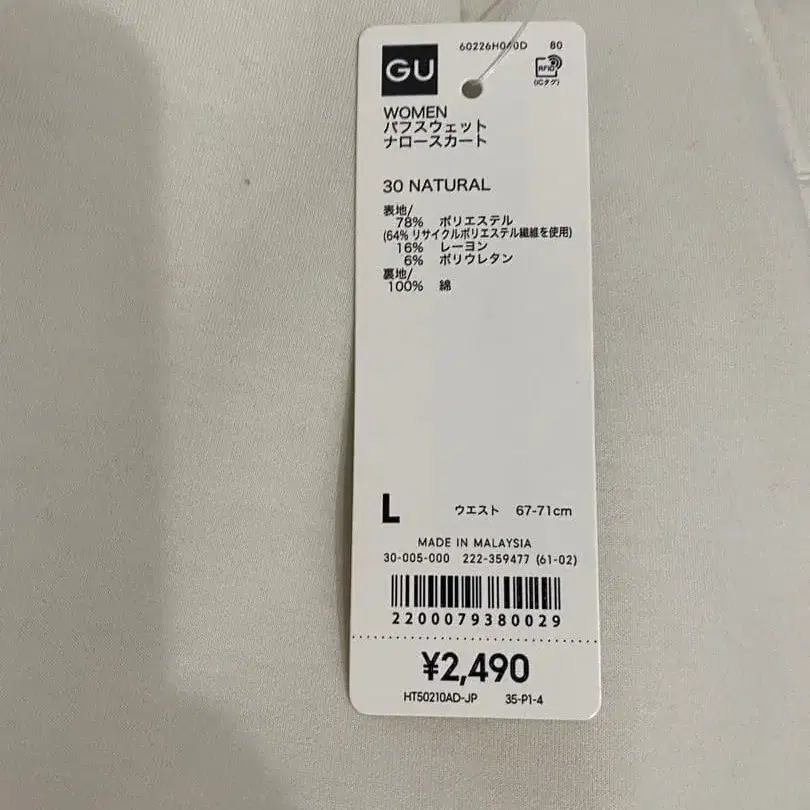 60226H040D 80
GU
RFID
(ICタグ)
WOMEN
パフスウェット
ナロースカート
30 NATURAL
表地/
78% ポリエステル
(64% リサイクルポリエステル繊維を使用)
16% レーヨン
6% ポリウレタン
裏地/
100% 綿
L ウエスト 67-71cm
MADE IN MALAYSIA
30-005-000 222-359477 (61-02)
2200079380029
¥2,490
HT50210AD-JP 35-P1-4